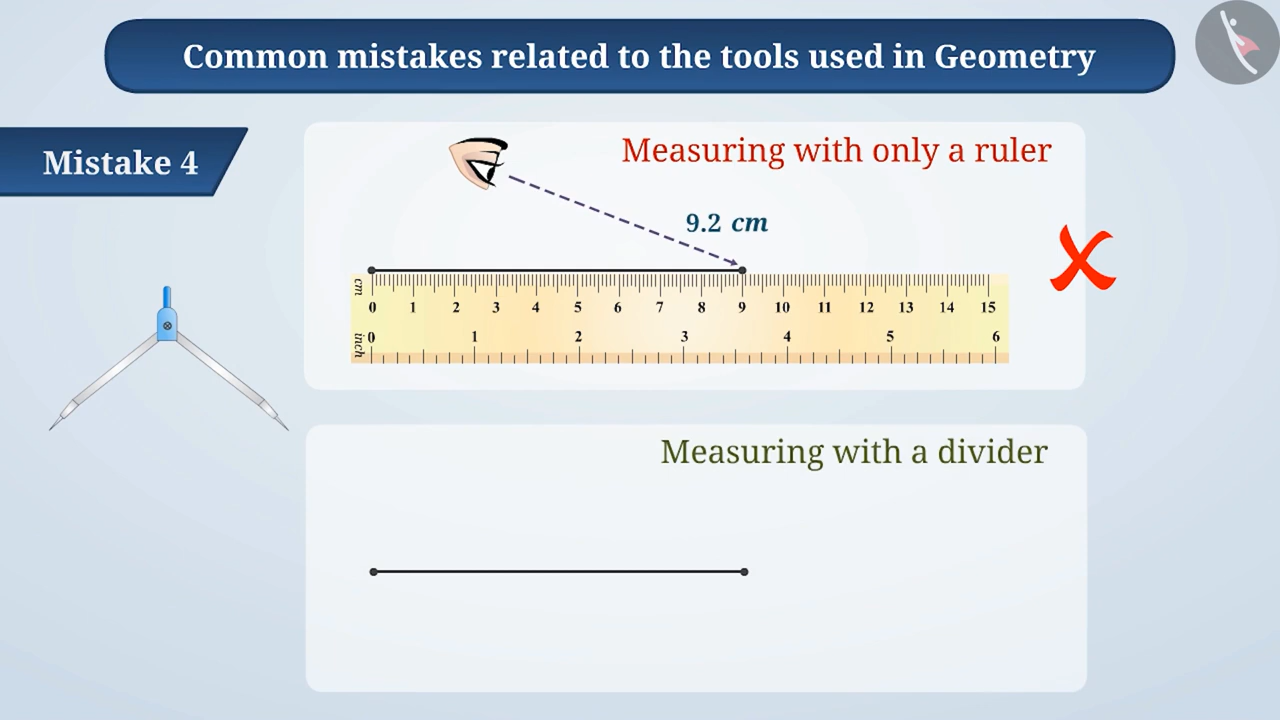 Common mistakes related to the tools used in Geometry
Mistake 4
Measuring with only a ruler
9.2 cm
cm
0 1 2 3 4 5 6 7 8 9 10 11 12 13 14 15
inch
0 1 2 3 4 5 6
Measuring with a divider